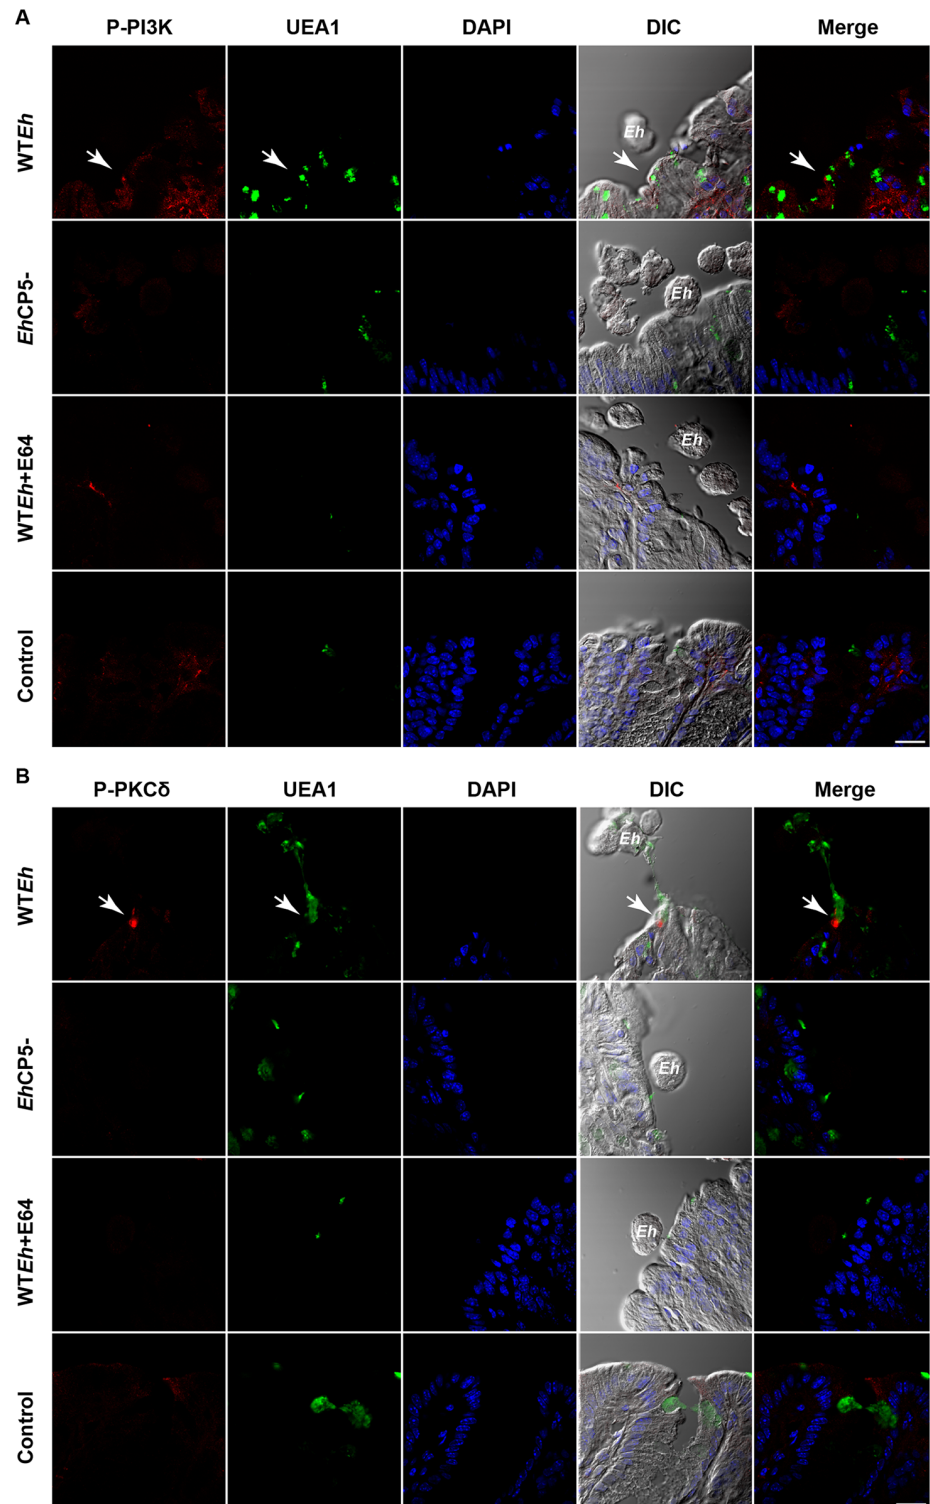 A
P-PI3K UEA1 DAPI DIC Merge
WTEh
Eh
EhCP5-
Eh
WTEh+E64
Eh
Control
B
P-PKCδ UEA1 DAPI DIC Merge
WTEh
Eh
EhCP5-
Eh
WTEh+E64
Eh
Control